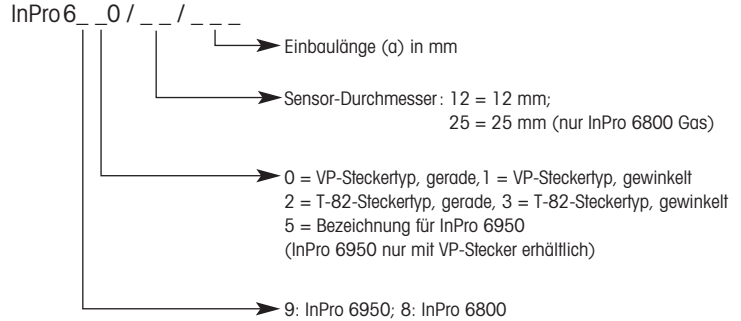 InPro 6_ _0 / _ _ / _ _ _
Einbaulänge (a) in mm
Sensor-Durchmesser: 12 = 12 mm;
25 = 25 mm (nur InPro 6800 Gas)
0 = VP-Steckertyp, gerade, 1 = VP-Steckertyp, gewinkelt
2 = T-82-Steckertyp, gerade, 3 = T-82-Steckertyp, gewinkelt
5 = Bezeichnung für InPro 6950
(InPro 6950 nur mit VP-Stecker erhältlich)
9: InPro 6950; 8: InPro 6800